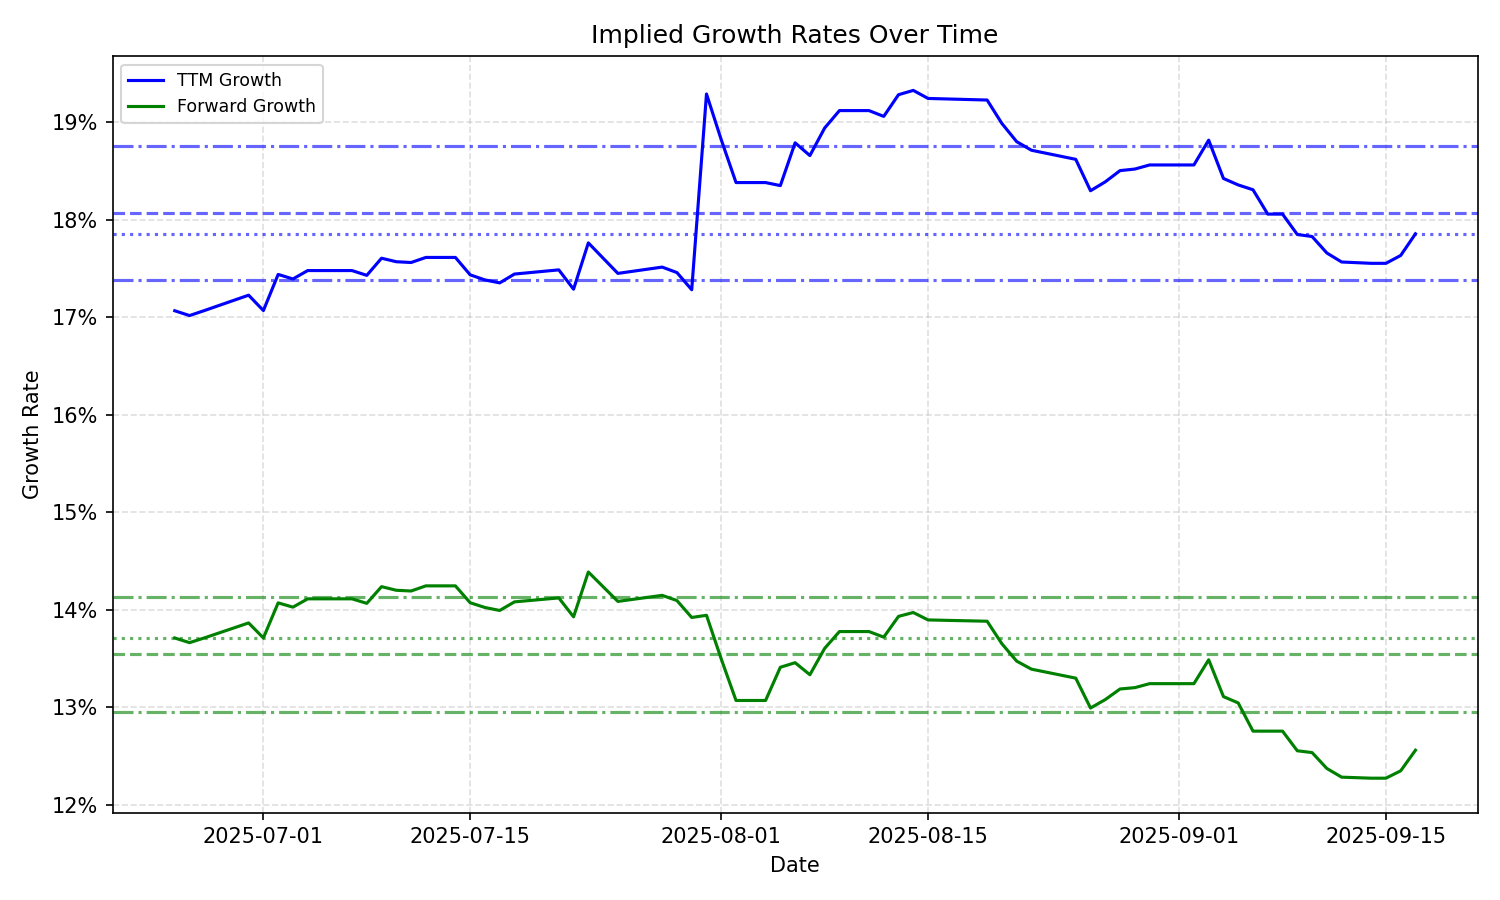 Implied Growth Rates Over Time
TTM Growth
Forward Growth
19%
18%
17%
16%
15%
14%
13%
12%
Growth Rate
2025-07-01
2025-07-15
2025-08-01
2025-08-15
2025-09-01
2025-09-15
Date